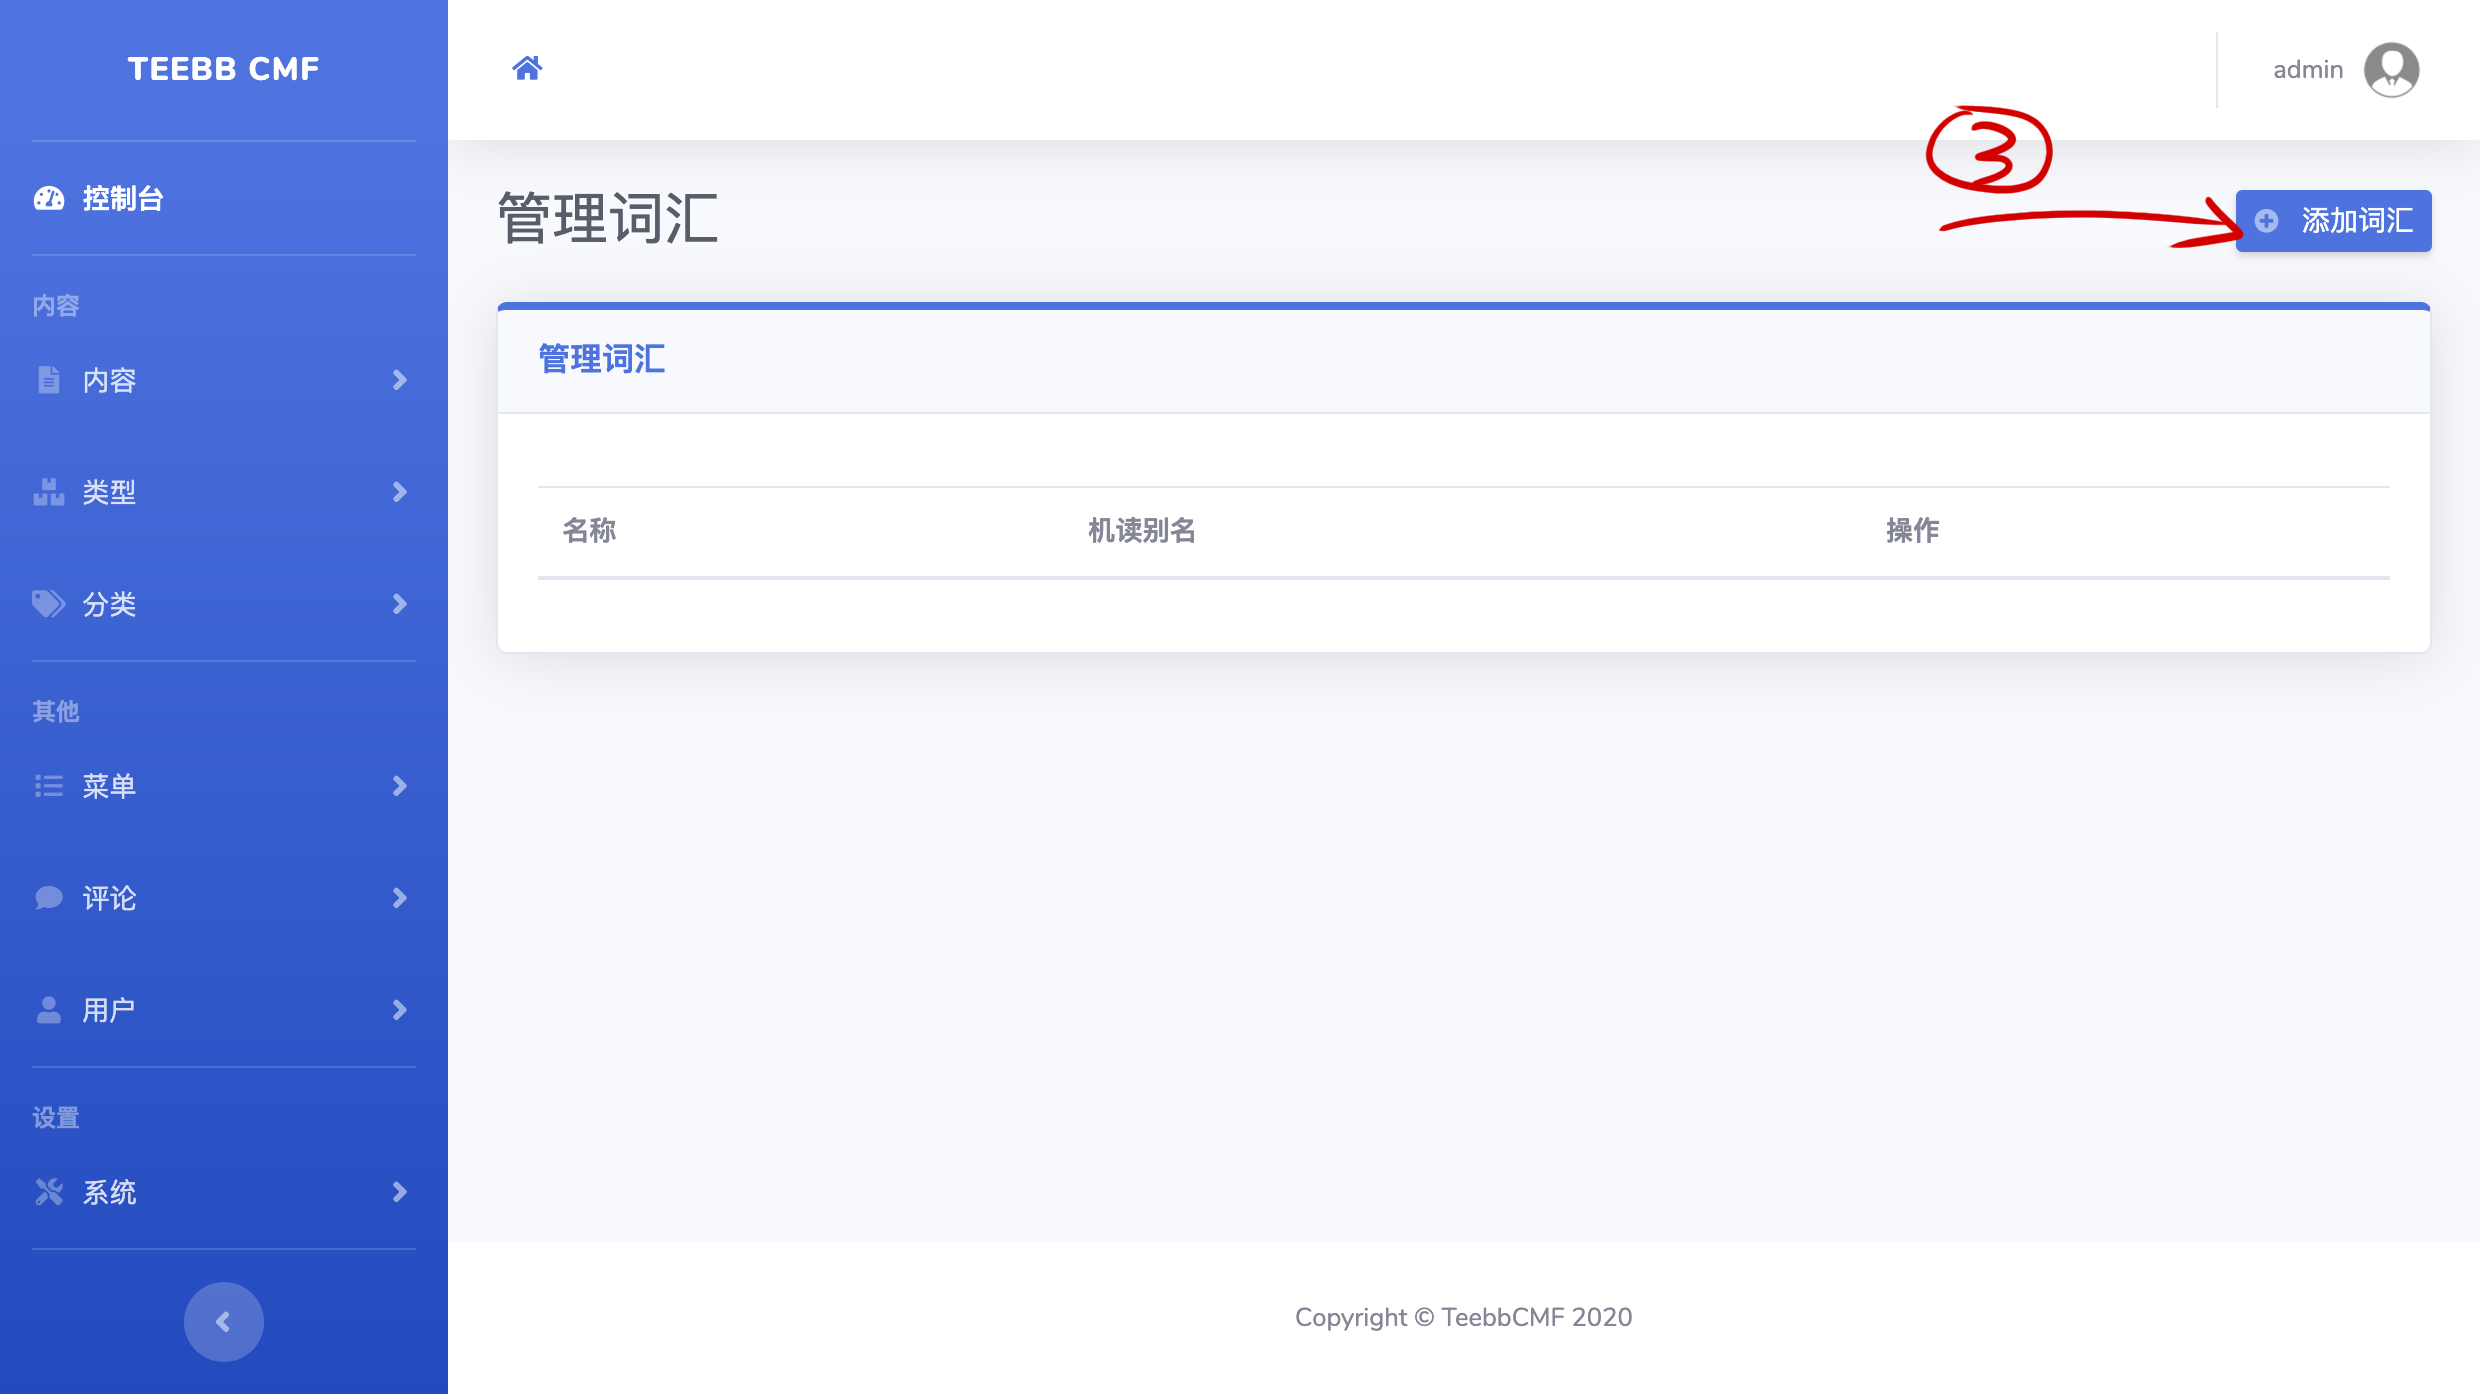 TEEBB CMF
控制台
内容
内容
类型
分类
其他
菜单
评论
用户
设置
系统
admin
3
管理词汇
添加词汇
管理词汇
名称 机读别名 操作
Copyright © TeebbCMF 2020